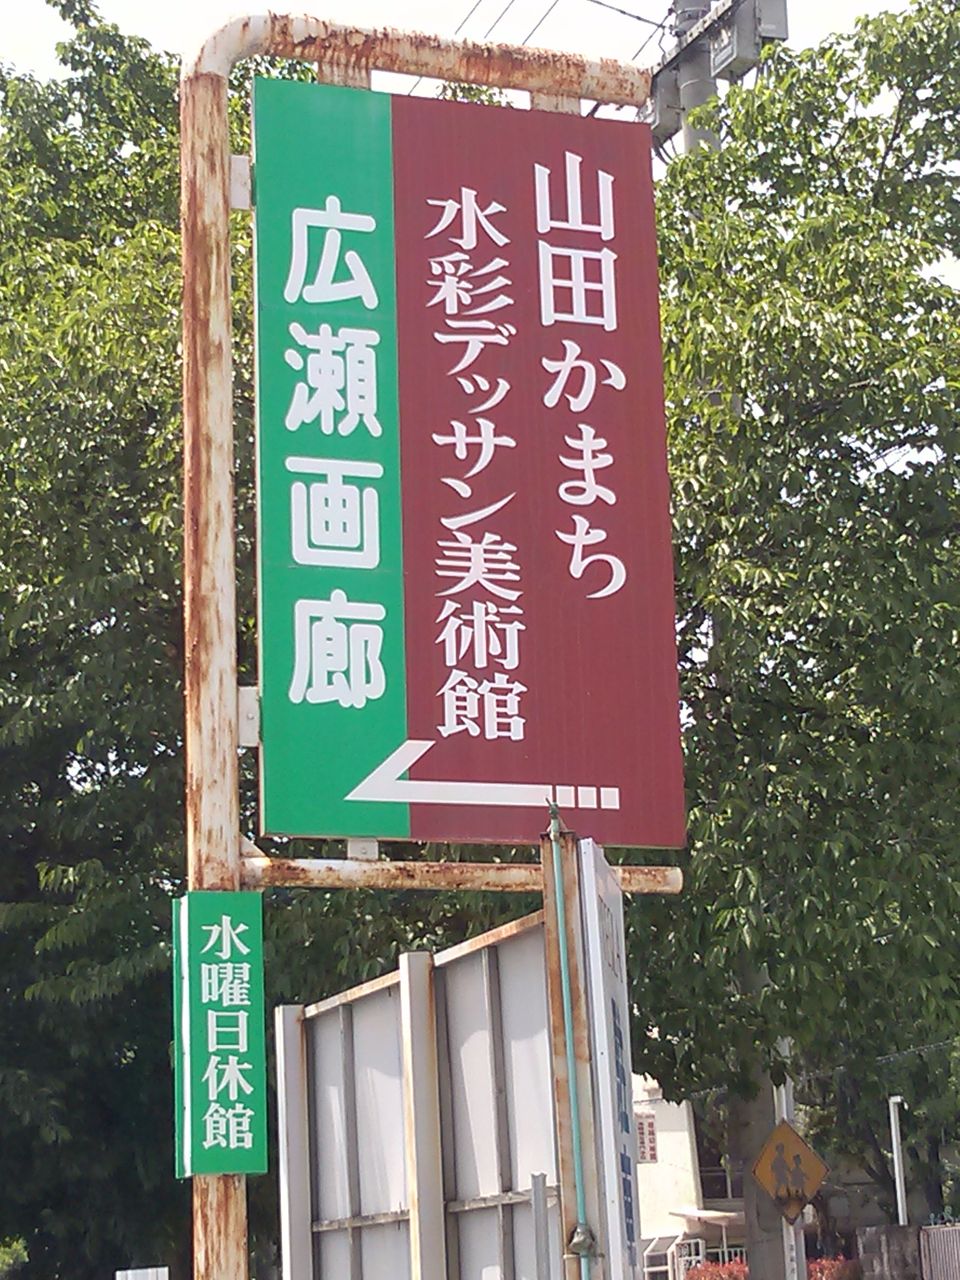 山田かまち
水彩デッサン美術館
広瀬画廊
水曜日休館